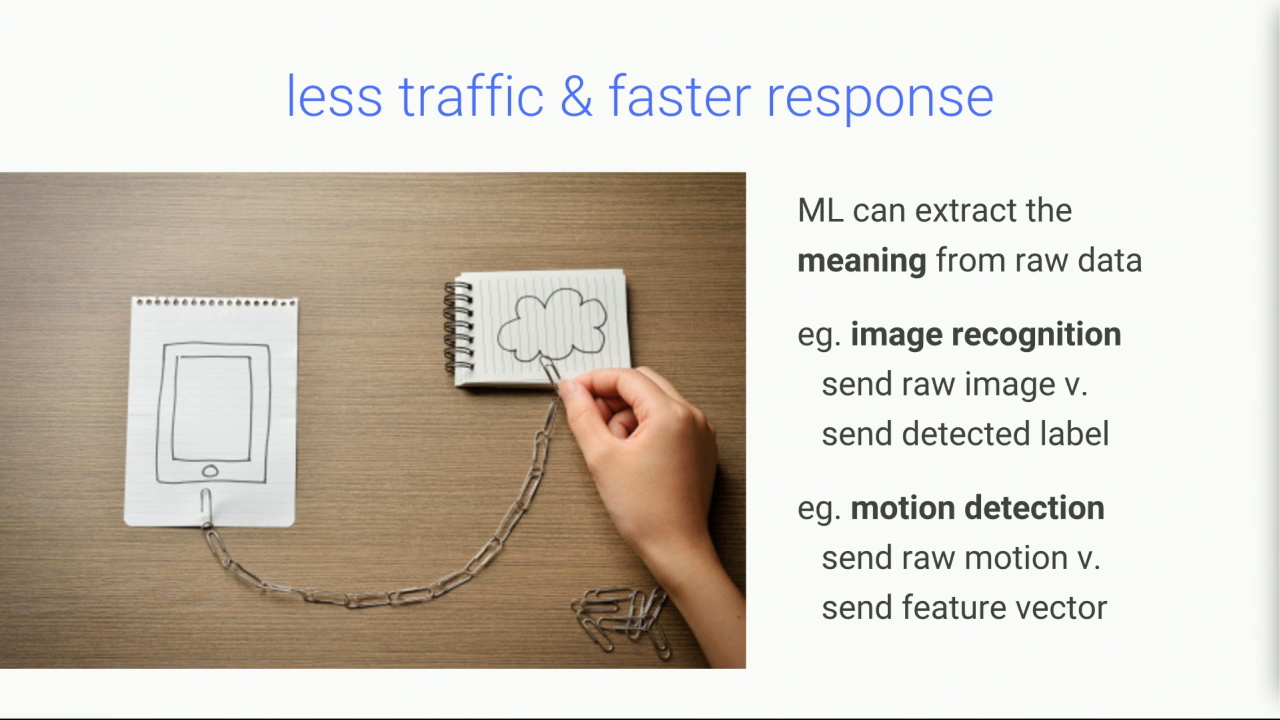 less traffic & faster response
ML can extract the
meaning from raw data
eg. image recognition
send raw image v.
send detected label
eg. motion detection
send raw motion v.
send feature vector